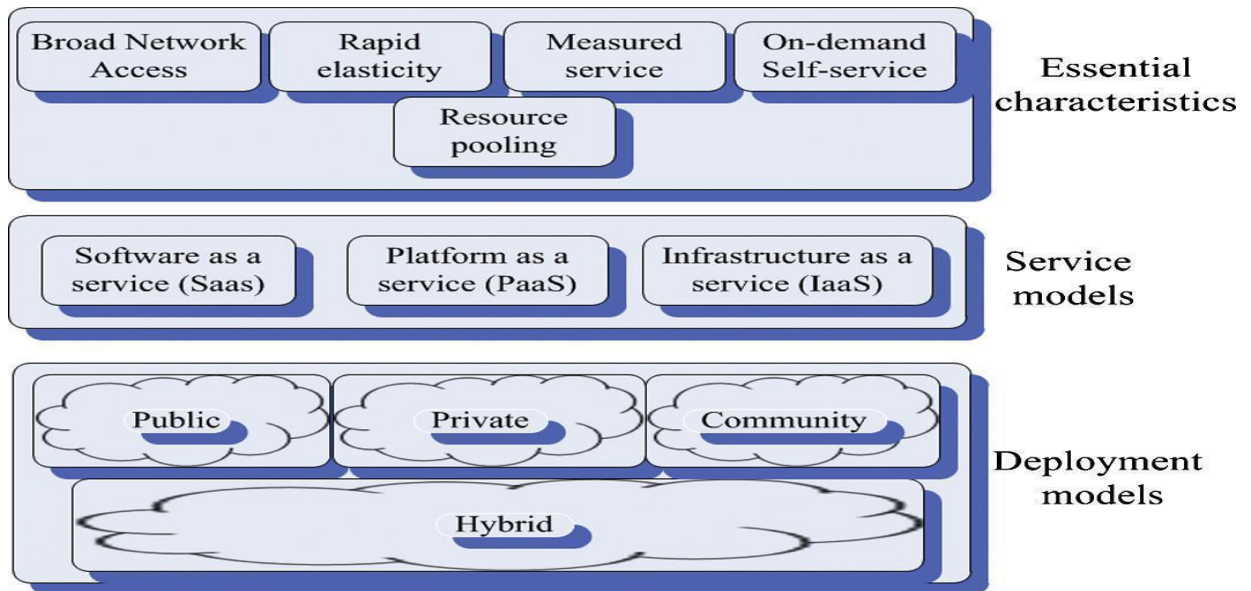 Broad Network
Access
Rapid
elasticity
Measured
service
On-demand
Self-service
Resource
pooling
Essential
characteristics
Software as a
service (Saas)
Platform as a
service (PaaS)
Infrastructure as a
service (IaaS)
Service
models
Public
Private
Community
Hybrid
Deployment
models